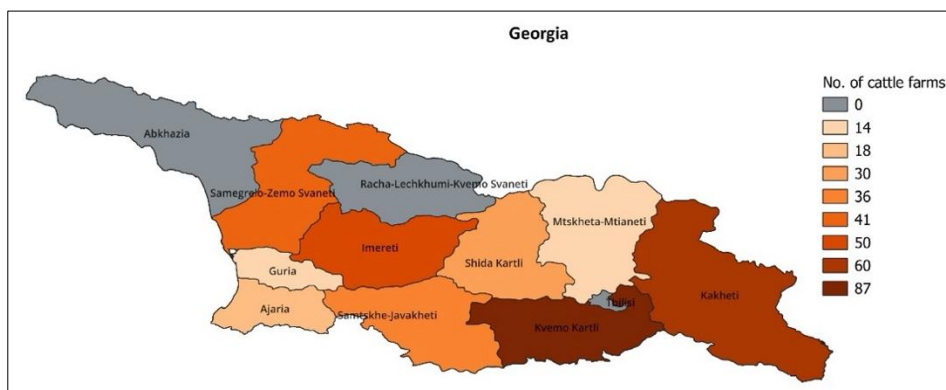 Georgia
No. of cattle farms
0
14
18
30
36
41
50
60
87
Abkhazia
Samegrelo-Zemo Svaneti
Racha-Lechkhumi-Kvemo Svaneti
Mtskheta-Mtianeti
Imereti
Shida Kartli
Guria
Kakheti
Tbilisi
Ajaria
Samtskhe-Javakheti
Kvemo Kartli